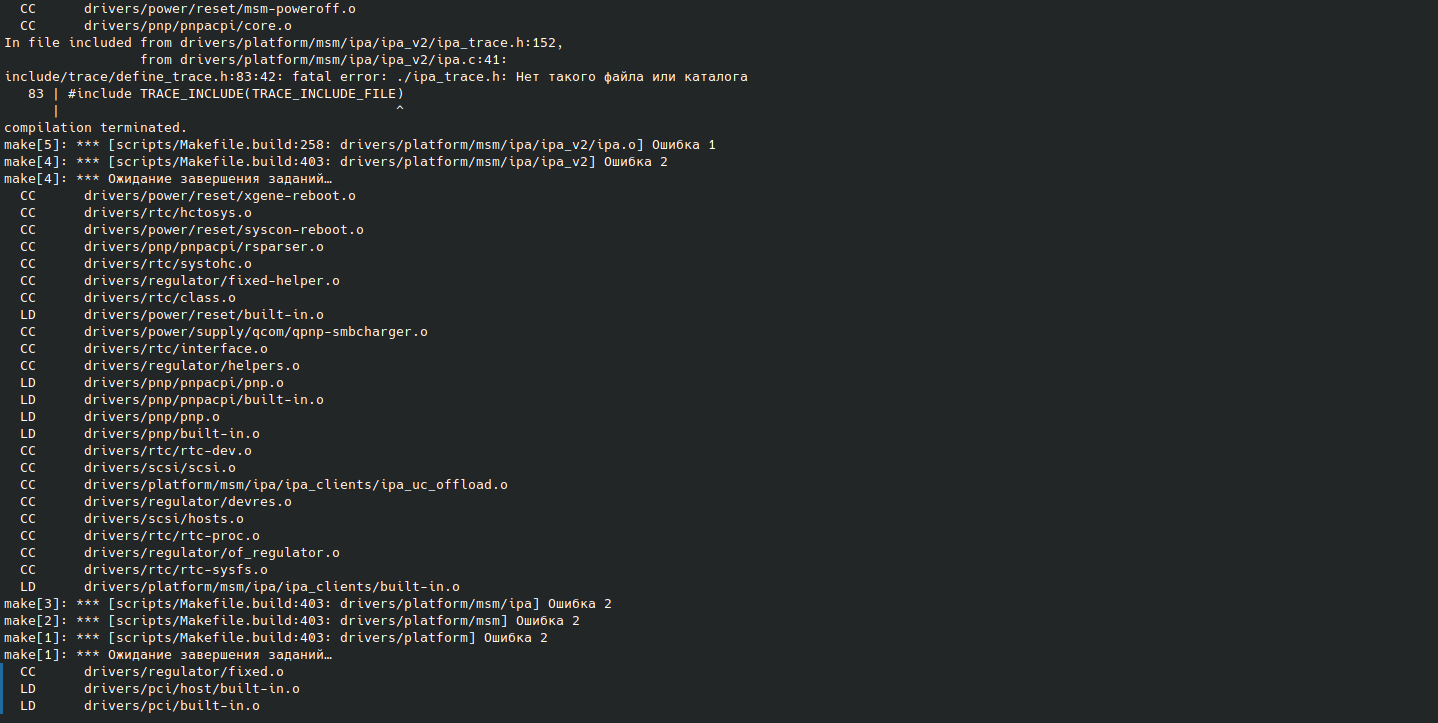 CC      drivers/power/reset/msm-poweroff.o
CC      drivers/pnp/pnpacpi/core.o
In file included from drivers/platform/msm/ipa/ipa_v2/ipa_trace.h:152,
                 from drivers/platform/msm/ipa/ipa_v2/ipa.c:41:
include/trace/define_trace.h:83:42: fatal error: ./ipa_trace.h: Нет такого файла или каталога
   83 | #include TRACE_INCLUDE(TRACE_INCLUDE_FILE)
      |                                          ^
compilation terminated.
make[5]: *** [scripts/Makefile.build:258: drivers/platform/msm/ipa/ipa_v2/ipa.o] Ошибка 1
make[4]: *** [scripts/Makefile.build:403: drivers/platform/msm/ipa/ipa_v2] Ошибка 2
make[4]: *** Ожидание завершения заданий…
  CC      drivers/power/reset/xgene-reboot.o
  CC      drivers/rtc/hctosys.o
  CC      drivers/power/reset/syscon-reboot.o
  CC      drivers/pnp/pnpacpi/rsparser.o
  CC      drivers/rtc/systohc.o
  CC      drivers/regulator/fixed-helper.o
  CC      drivers/rtc/class.o
  LD      drivers/power/reset/built-in.o
  CC      drivers/power/supply/qcom/qpnp-smbcharger.o
  CC      drivers/rtc/interface.o
  CC      drivers/regulator/helpers.o
  LD      drivers/pnp/pnpacpi/pnp.o
  LD      drivers/pnp/pnpacpi/built-in.o
  LD      drivers/pnp/pnp.o
  LD      drivers/pnp/built-in.o
  CC      drivers/rtc/rtc-dev.o
  CC      drivers/scsi/scsi.o
  CC      drivers/platform/msm/ipa/ipa_clients/ipa_uc_offload.o
  CC      drivers/regulator/devres.o
  CC      drivers/scsi/hosts.o
  CC      drivers/rtc/rtc-proc.o
  CC      drivers/regulator/of_regulator.o
  CC      drivers/rtc/rtc-sysfs.o
  LD      drivers/platform/msm/ipa/ipa_clients/built-in.o
make[3]: *** [scripts/Makefile.build:403: drivers/platform/msm/ipa] Ошибка 2
make[2]: *** [scripts/Makefile.build:403: drivers/platform/msm] Ошибка 2
make[1]: *** [scripts/Makefile.build:403: drivers/platform] Ошибка 2
make[1]: *** Ожидание завершения заданий…
  CC      drivers/regulator/fixed.o
  LD      drivers/pci/host/built-in.o
  LD      drivers/pci/built-in.o